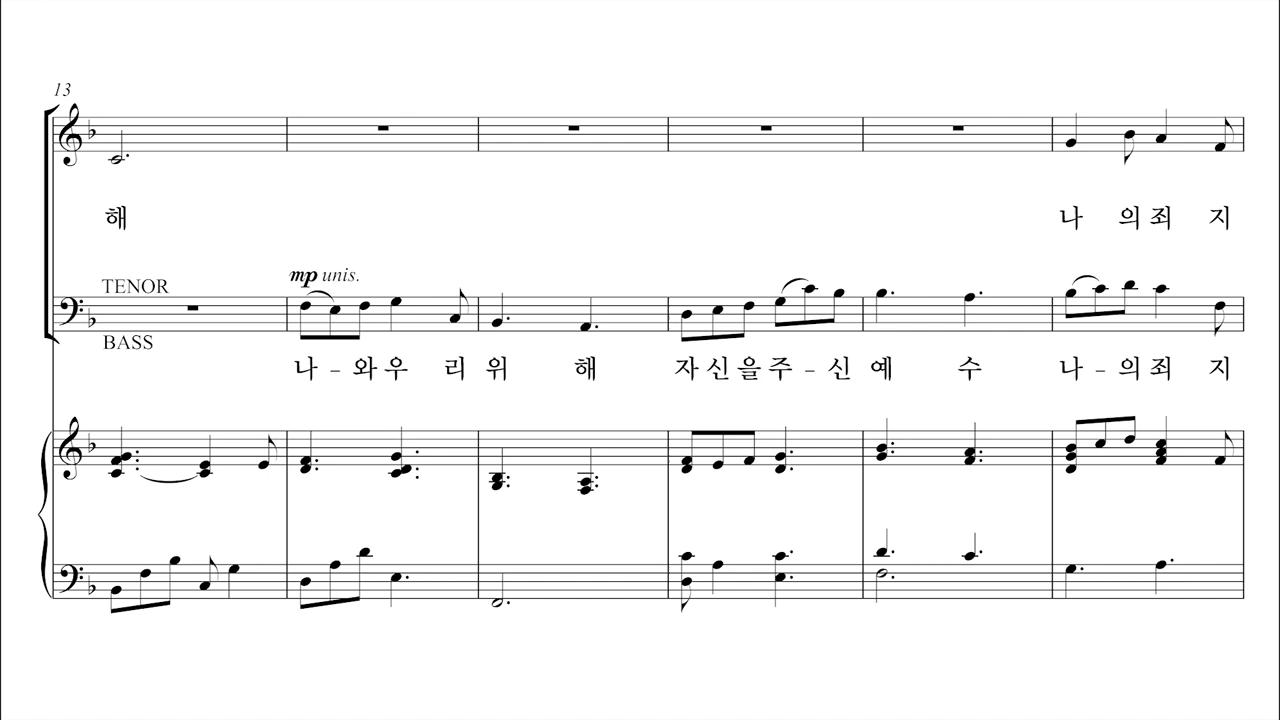 13
해 나 의 죄 지
TENOR
mp unis.
BASS
나 - 와 우 리 위 해 자 신 을 주 - 신 예 수 나 - 의 죄 지